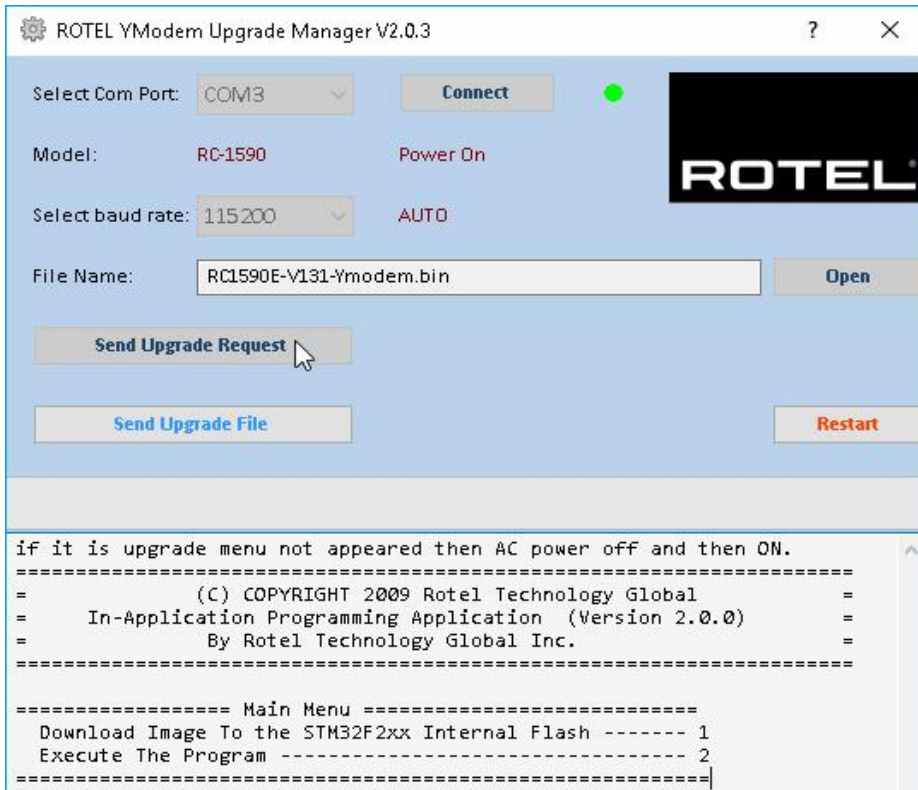 ROTEL YModem Upgrade Manager V2.0.3 ? ×
Select Com Port: COM3 Connect
ROTEL
Model: RC-1590 Power On
Select baud rate: 115200 AUTO
File Name: RC1590E-V131-Ymodem.bin Open
Send Upgrade Request
Send Upgrade File Restart
if it is upgrade menu not appeared then AC power off and then ON.
======================================================================
= (C) COPYRIGHT 2009 Rotel Technology Global =
= In-Application Programming Application (Version 2.0.0) =
= By Rotel Technology Global Inc. =
======================================================================
================== Main Menu ============================
Download Image To the STM32F2xx Internal Flash ------- 1
Execute The Program ---------------------------------- 2
==========================================================